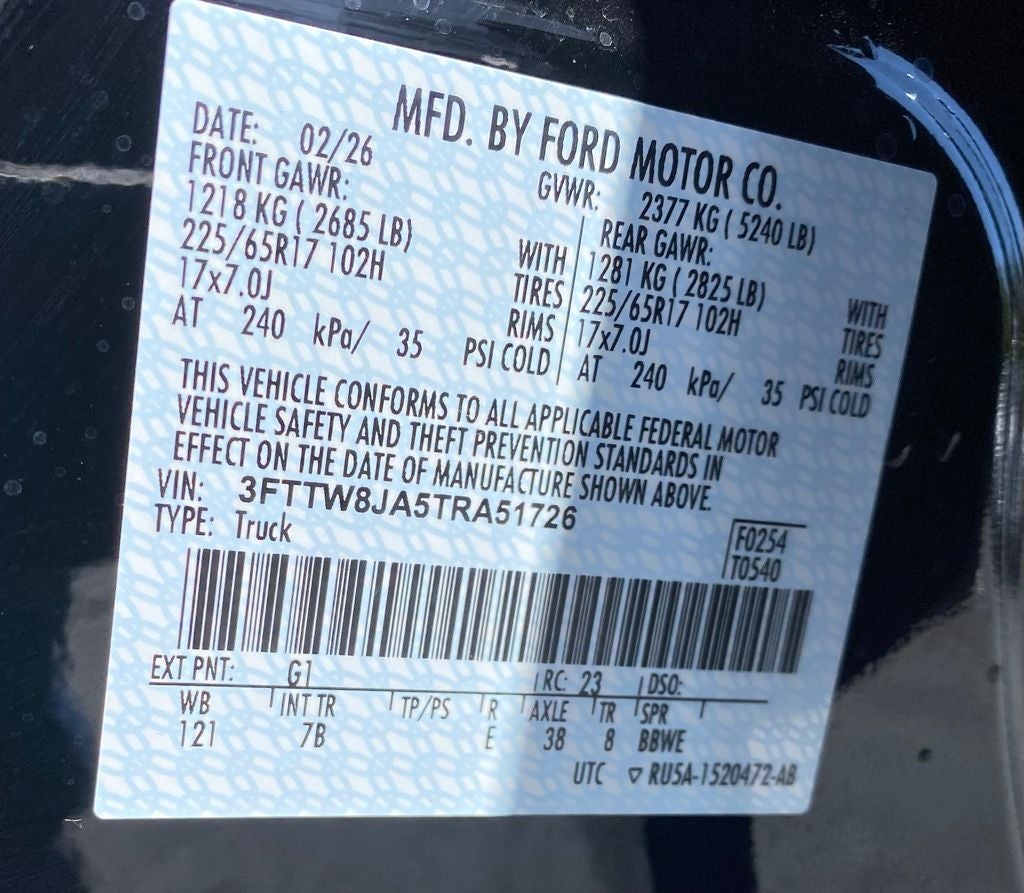 MFD. BY FORD MOTOR CO.
DATE: 02/26 GVWR: 2377 KG ( 5240 LB)
FRONT GAWR: REAR GAWR:
1218 KG ( 2685 LB) WITH 1281 KG ( 2825 LB) WITH
225/65R17 102H TIRES 225/65R17 102H TIRES
17x7.0J RIMS 17x7.0J RIMS
AT 240 kPa/ 35 PSI COLD AT 240 kPa/ 35 PSI COLD
THIS VEHICLE CONFORMS TO ALL APPLICABLE FEDERAL MOTOR
VEHICLE SAFETY AND THEFT PREVENTION STANDARDS IN
EFFECT ON THE DATE OF MANUFACTURE SHOWN ABOVE.
VIN: 3FTTW8JA5TRA51726
TYPE: Truck
F0254
T0540
EXT PNT: G1 RC: 23 DSO:
WB INT TR TP/PS R AXLE TR SPR
121 7B E 38 8 BBWE
UTC ▽ RU5A-1520472-AB